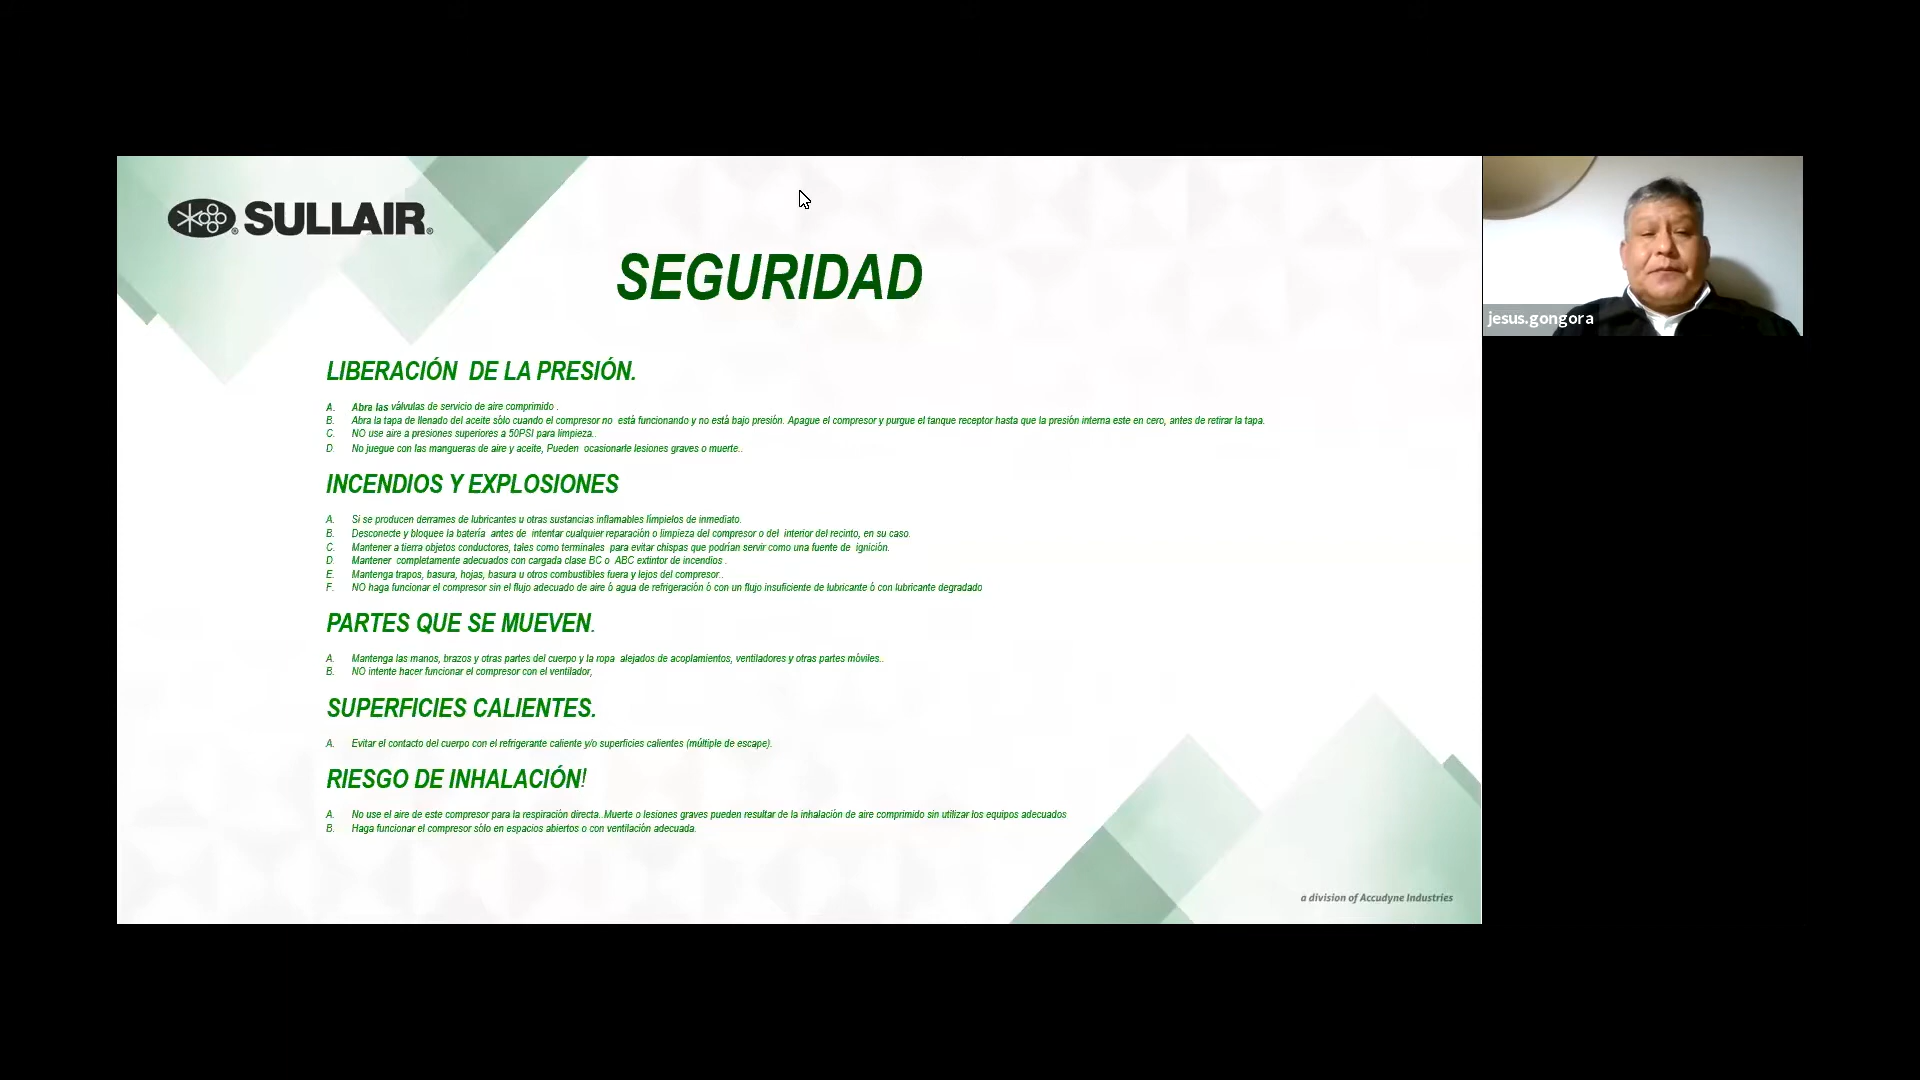 SULLAIR
SEGURIDAD
jesus.gongora
LIBERACIÓN DE LA PRESIÓN.
A. Abra las válvulas de servicio de aire comprimido .
B. Abra la tapa de llenado del aceite sólo cuando el compresor no está funcionando y no está bajo presión. Apague el compresor y purgue el tanque receptor hasta que la presión interna este en cero, antes de retirar la tapa.
C. NO use aire a presiones superiores a 50PSI para limpieza..
D. No juegue con las mangueras de aire y aceite, Pueden ocasionarle lesiones graves o muerte..
INCENDIOS Y EXPLOSIONES
A. Si se producen derrames de lubricantes u otras sustancias inflamables límpielos de inmediato.
B. Desconecte y bloquee la batería antes de intentar cualquier reparación o limpieza del compresor o del interior del recinto, en su caso.
C. Mantener a tierra objetos conductores, tales como terminales para evitar chispas que podrían servir como una fuente de ignición.
D. Mantener completamente adecuados con cargada clase BC o ABC extintor de incendios .
E. Mantenga trapos, basura, hojas, basura u otros combustibles fuera y lejos del compresor..
F. NO haga funcionar el compresor sin el flujo adecuado de aire ó agua de refrigeración ó con un flujo insuficiente de lubricante ó con lubricante degradado
PARTES QUE SE MUEVEN.
A. Mantenga las manos, brazos y otras partes del cuerpo y la ropa alejados de acoplamientos, ventiladores y otras partes móviles..
B. NO intente hacer funcionar el compresor con el ventilador,
SUPERFICIES CALIENTES.
A. Evitar el contacto del cuerpo con el refrigerante caliente y/o superficies calientes (múltiple de escape).
RIESGO DE INHALACIÓN!
A. No use el aire de este compresor para la respiración directa..Muerte o lesiones graves pueden resultar de la inhalación de aire comprimido sin utilizar los equipos adecuados
B. Haga funcionar el compresor sólo en espacios abiertos o con ventilación adecuada.
a division of Accudyne Industries